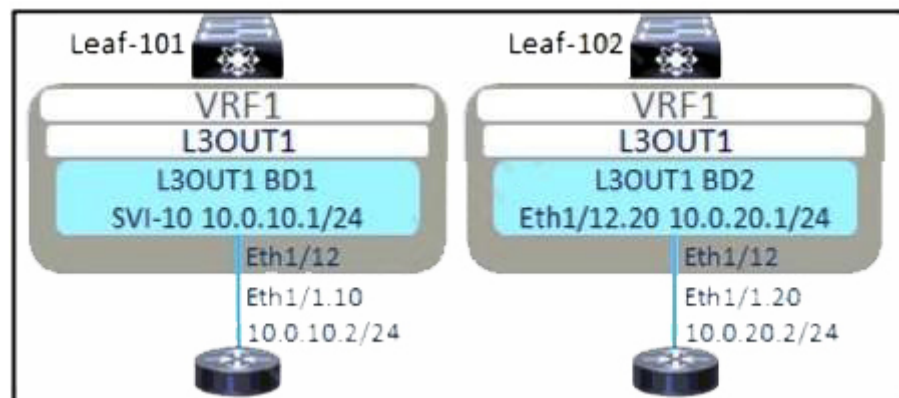 Leaf-101
VRF1
L3OUT1
L3OUT1 BD1
SVI-10 10.0.10.1/24
Eth1/12
Eth1/1.10
10.0.10.2/24
Leaf-102
VRF1
L3OUT1
L3OUT1 BD2
Eth1/12.20 10.0.20.1/24
Eth1/12
Eth1/1.20
10.0.20.2/24